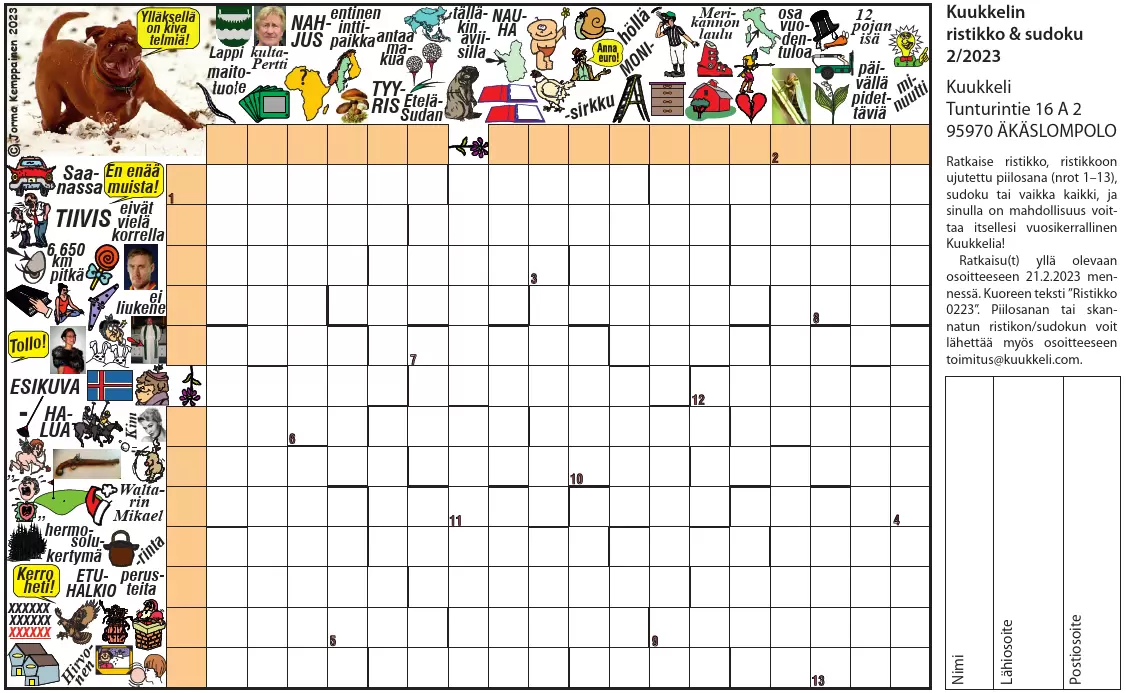 © Jorma Kemppainen 2023
Ylläksellä
on kiva
telmiä!
Lappi
maito-
tuote
kulta-
Pertti
NAH-
JUS
?
entinen
intti-
paikka
antaa
ma-
kua
TYY-
RIS
Etelä-
Sudan
tällä-
kin
aavii-
silla
NAU-
HA
-sirkku
Anna
euro!
höllä
MONI-
Meri-
kannon
laulu
osa
vuo-
den-
tuloa
12
pojan
isä
päi-
vällä
pidet-
täviä
mi-
nuutti
Saa-
nassa
En enää
muista!
TIIVIS
eivät
vielä
korrella
6 650
km
pitkä
ei
liukene
Tollo!
ESIKUVA
-
HA-
LUA
Kim
Walta-
rin
Mikael
hermo-
solu-
kertymä
-rinta
Kerro
heti!
ETU-
HALKIO
perus-
teita
XXXXXX
XXXXXX
XXXXXX
Hirvo-
nen
2
1
3
8
7
12
6
10
11
4
5
9
13
Kuukkelin
ristikko & sudoku
2/2023
Kuukkeli
Tunturintie 16 A 2
95970 ÄKÄSLOMPOLO
Ratkaise ristikko, ristikkoon
ujutettu piilosana (nrot 1–13),
sudoku tai vaikka kaikki, ja
sinulla on mahdollisuus voit-
taa itsellesi vuosikerrallinen
Kuukkelia!
Ratkaisu(t) yllä olevaan
osoitteeseen 21.2.2023 men-
nessä. Kuoreen teksti ”Ristikko
0223”. Piilosanan tai skan-
natun ristikon/sudokun voit
lähettää myös osoitteeseen
toimitus@kuukkeli.com.
Nimi
Lähiosoite
Postiosoite